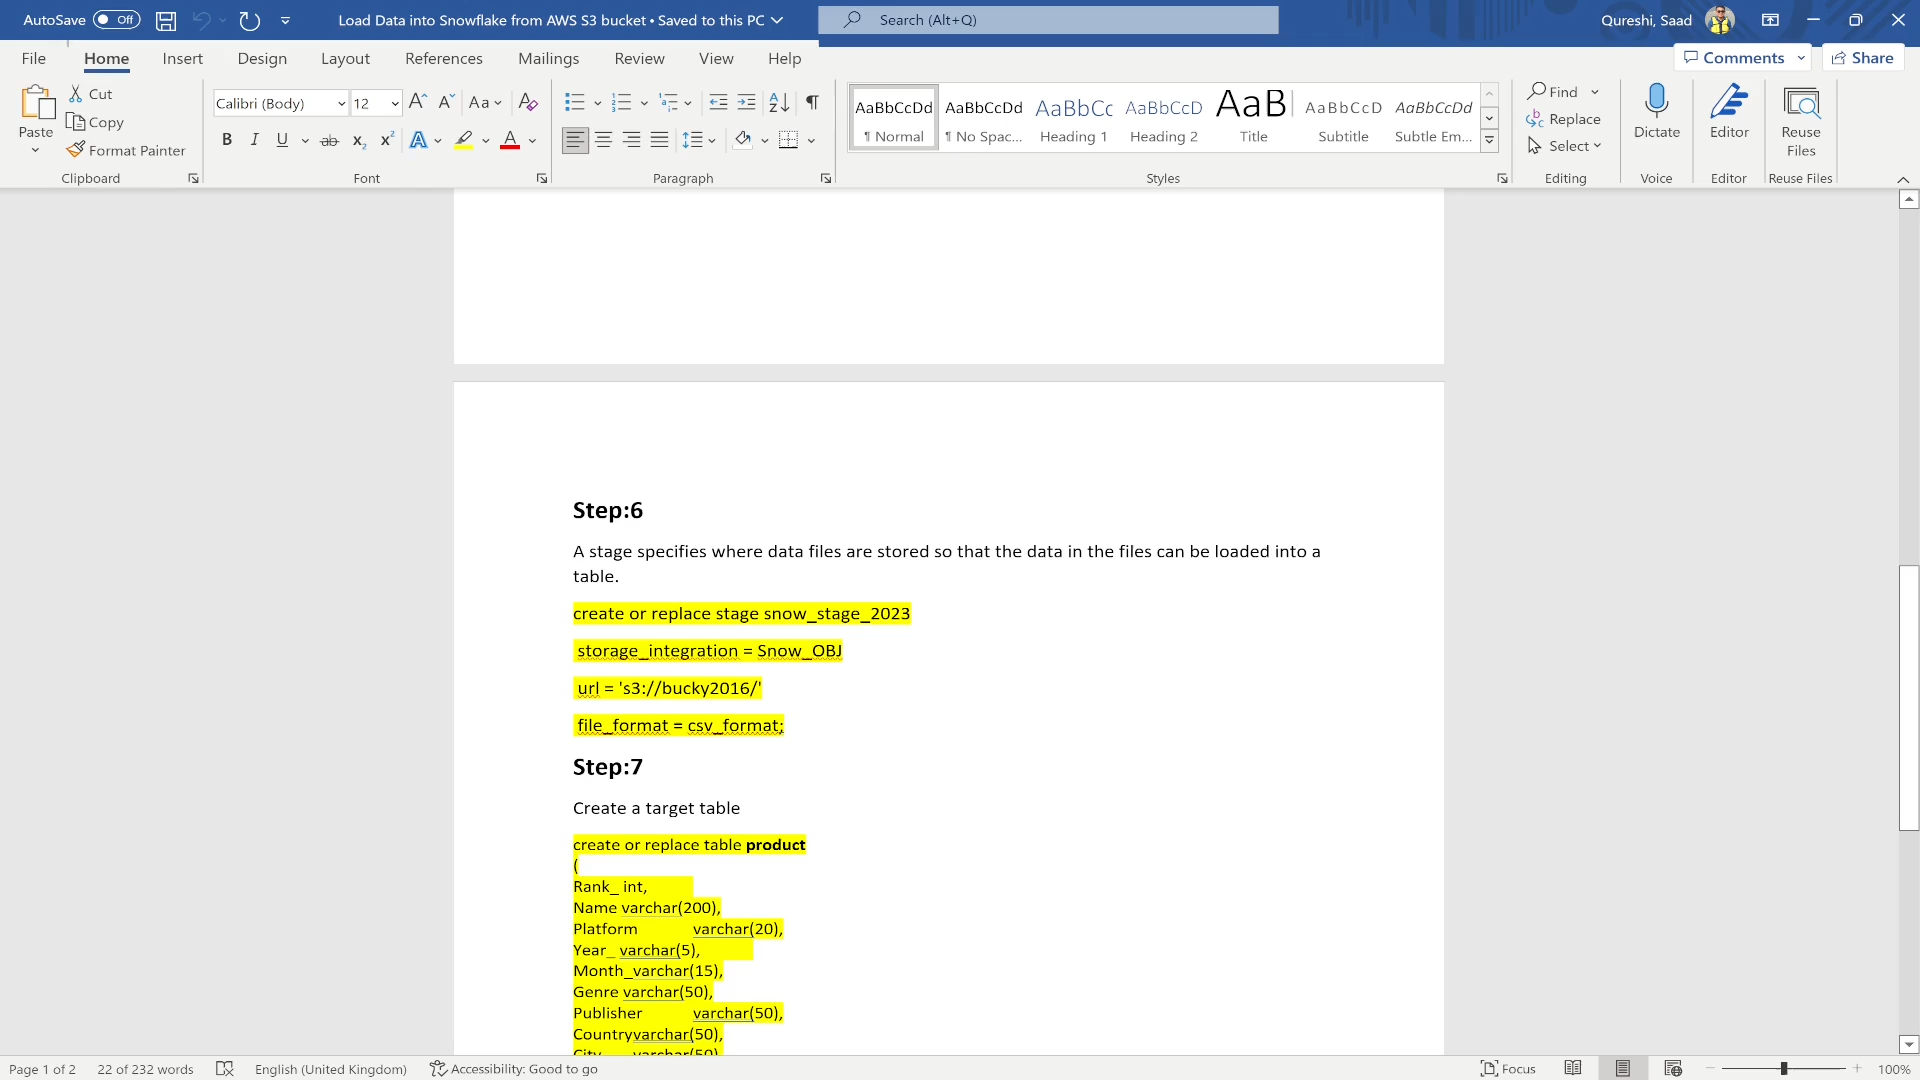 AutoSave Off Load Data into Snowflake from AWS S3 bucket • Saved to this PC Search (Alt+Q) Qureshi, Saad
File Home Insert Design Layout References Mailings Review View Help Comments Share
Paste Cut Copy Format Painter
Calibri (Body) 12 Aa
B I U ab x₂ x² A A
AaBbCcDd AaBbCcDd AaBbCc AaBbCcD AaB AaBbCcD AaBbCcDd
¶ Normal ¶ No Spac... Heading 1 Heading 2 Title Subtitle Subtle Em...
Find Replace Select Dictate Editor Reuse Files
Clipboard Font Paragraph Styles Editing Voice Editor Reuse Files
Step:6
A stage specifies where data files are stored so that the data in the files can be loaded into a
table.
create or replace stage snow_stage_2023
storage_integration = Snow_OBJ
url = 's3://bucky2016/'
file_format = csv_format;
Step:7
Create a target table
create or replace table product
(
Rank_ int,
Name varchar(200),
Platform varchar(20),
Year_ varchar(5),
Month_varchar(15),
Genre varchar(50),
Publisher varchar(50),
Countryvarchar(50),
City varchar(50)
Page 1 of 2 22 of 232 words English (United Kingdom) Accessibility: Good to go Focus 100%